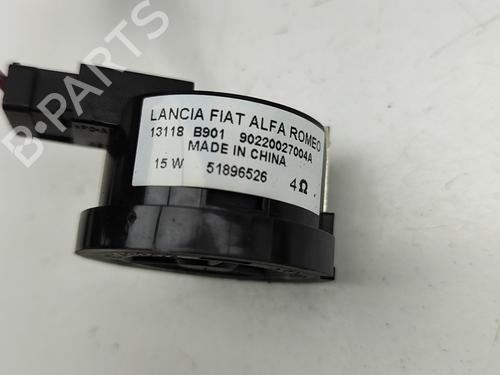 B-PARTS
LANCIA FIAT ALFA ROMEO
13118 B901 90220027004A
MADE IN CHINA
15 W 51896526 4Ω